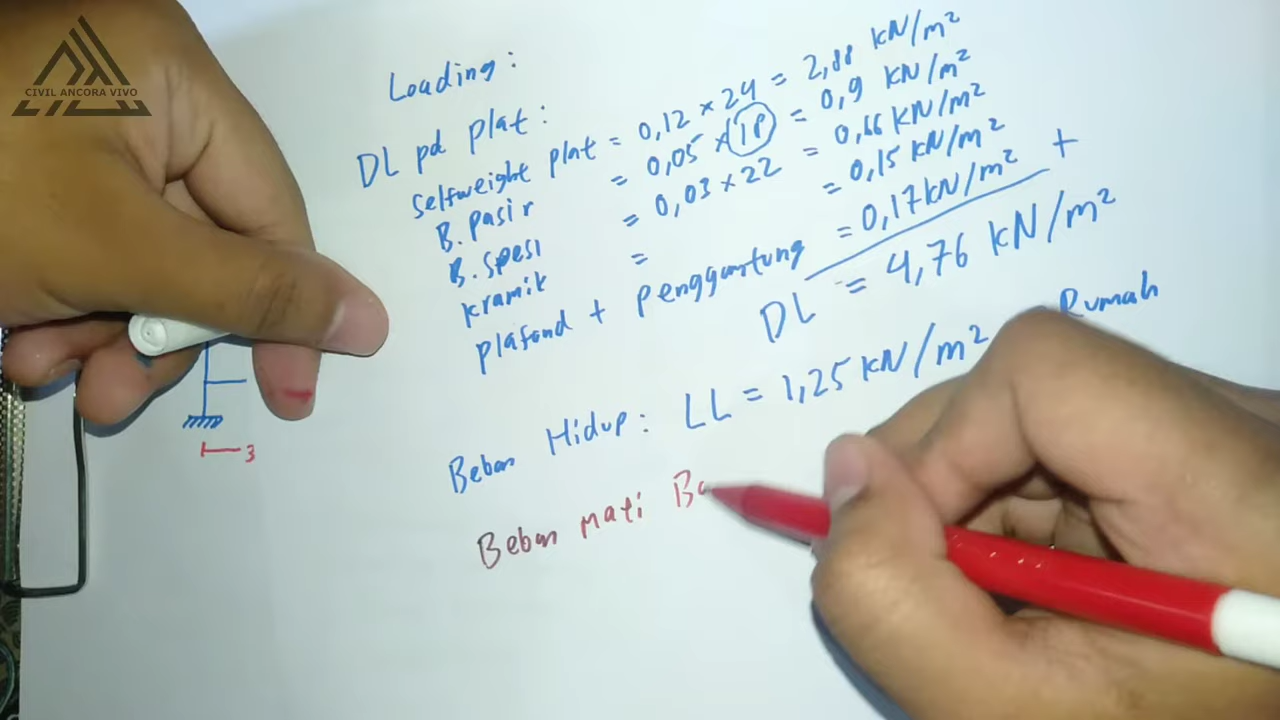 CIVIL ANCORA VIVO
Loading :
DL pd plat :
selfweight plat = 0,12 × 24 = 2,88 kN/m²
B. pasir = 0,05 × 18 = 0,9 kN/m²
B. spesi = 0,03 × 22 = 0,66 kN/m²
kramik = = 0,15 kN/m²
plafond + penggantung = 0,17 kN/m² +
DL = 4,76 kN/m²
Beban Hidup : LL = 1,25 kN/m² Rumah
Beban mati Ba
3